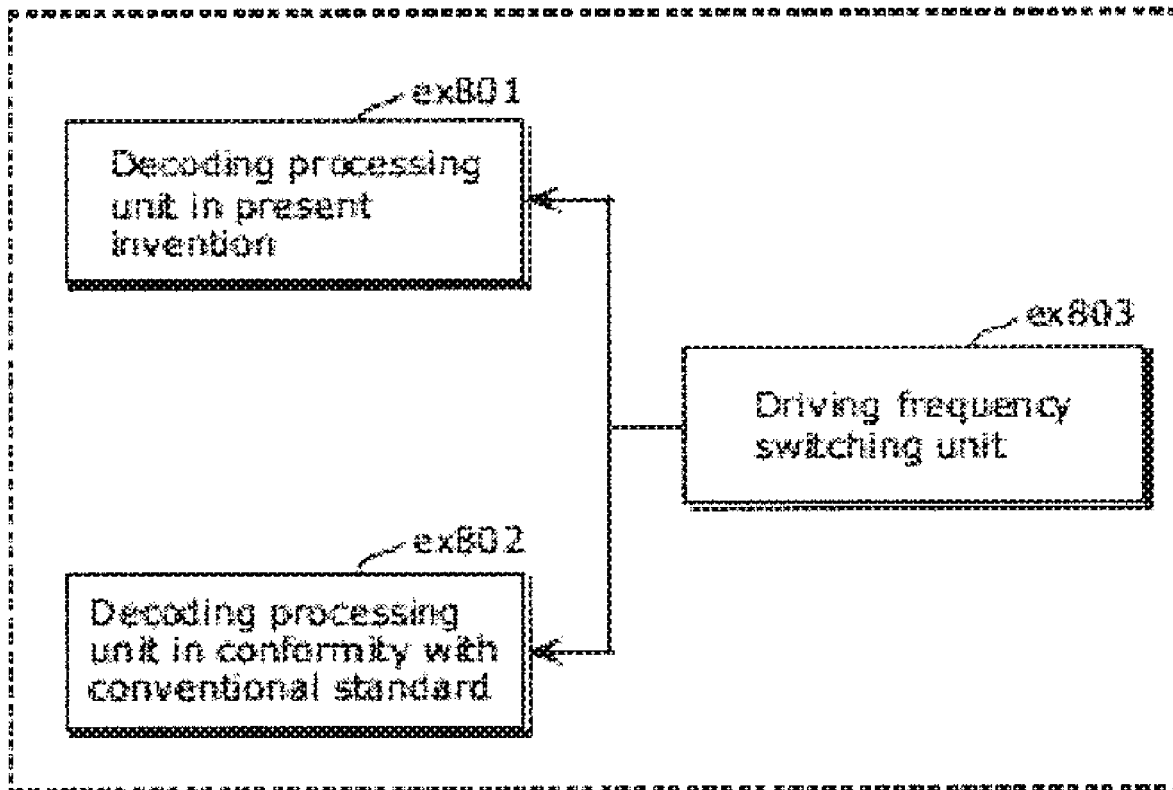 ex801
Decoding processing
unit in present
invention
ex803
Driving frequency
switching unit
ex802
Decoding processing
unit in conformity with
conventional standard